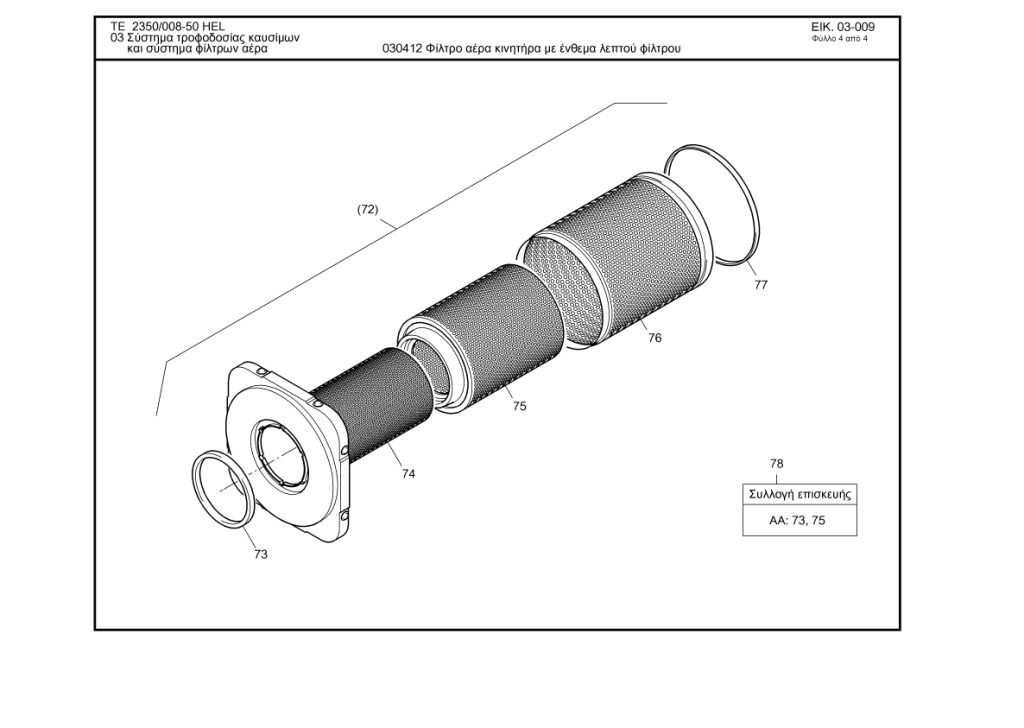 ΤΕ 2350/008-50 HEL
03 Σύστημα τροφοδοσίας καυσίμων
και σύστημα φίλτρων αέρα
030412 Φίλτρο αέρα κινητήρα με ένθεμα λεπτού φίλτρου
ΕΙΚ. 03-009
Φύλλο 4 από 4
(72)
77
76
75
74
73
78
Συλλογή επισκευής
ΑΑ: 73, 75